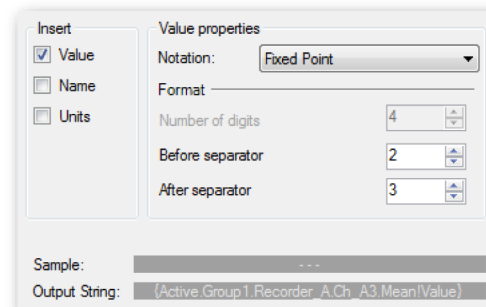 Insert
Value
Name
Units
Value properties
Notation: Fixed Point
Format
Number of digits 4
Before separator 2
After separator 3
Sample: ---
Output String: {Active.Group1.Recorder_A.Ch_A3.Mean!Value}